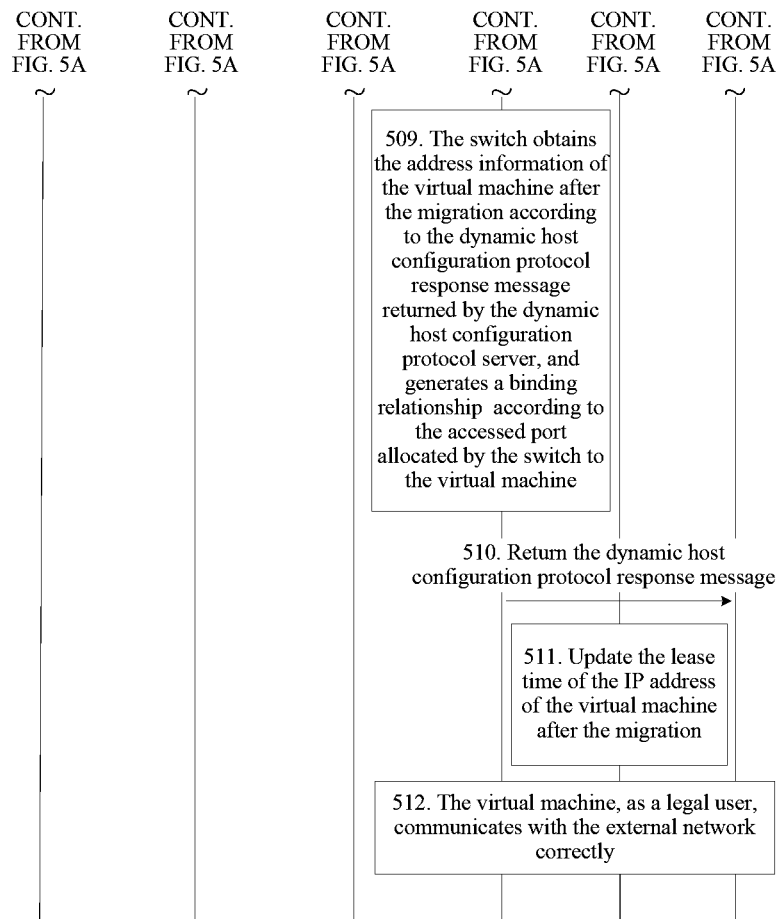 CONT. FROM FIG. 5A
CONT. FROM FIG. 5A
CONT. FROM FIG. 5A
CONT. FROM FIG. 5A
CONT. FROM FIG. 5A
CONT. FROM FIG. 5A
509. The switch obtains
the address information of
the virtual machine after
the migration according
to the dynamic host
configuration protocol
response message
returned by the dynamic
host configuration
protocol server, and
generates a binding
relationship according to
the accessed port
allocated by the switch to
the virtual machine
510. Return the dynamic host
configuration protocol response message
511. Update the lease
time of the IP address
of the virtual machine
after the migration
512. The virtual machine, as a legal user,
communicates with the external network
correctly